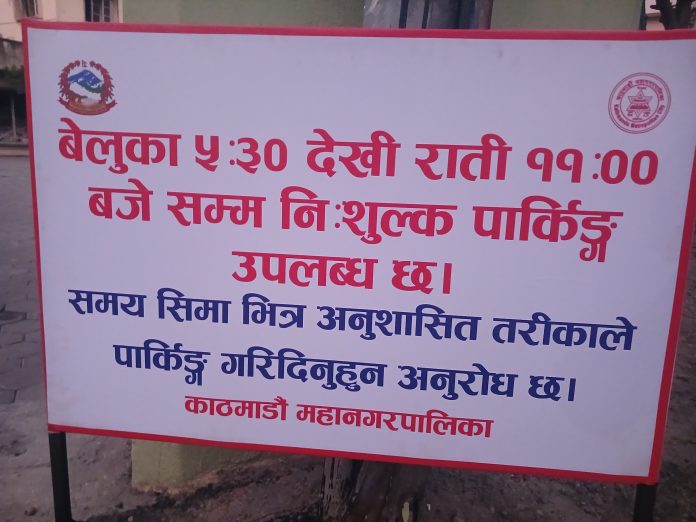 बेलुका ५:३० देखी राती ११:००
बजे सम्म नि:शुल्क पार्किङ्ग
उपलब्ध छ।
समय सिमा भित्र अनुशासित तरीकाले
पार्किङ्ग गरिदिनुहुन अनुरोध छ।
काठमाडौं महानगरपालिका